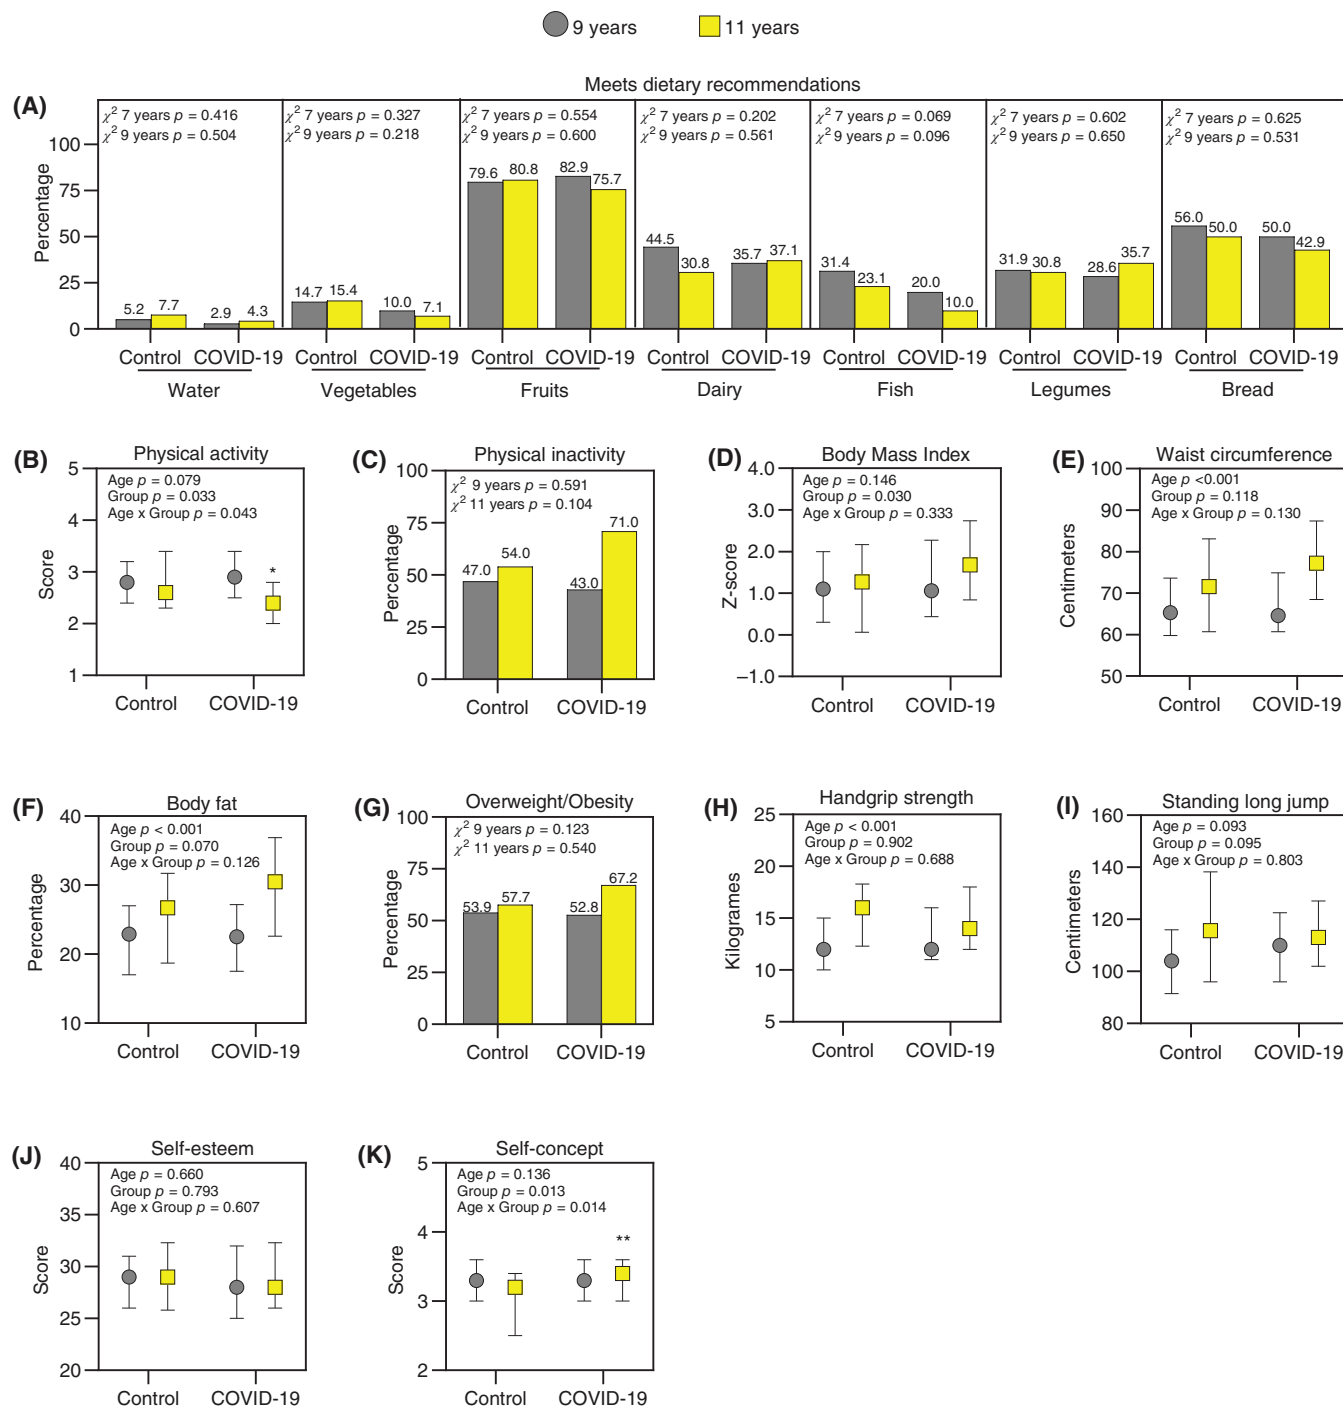 9 years 11 years
Meets dietary recommendations
(A)
χ² 7 years p = 0.416
χ² 9 years p = 0.504
χ² 7 years p = 0.327
χ² 9 years p = 0.218
χ² 7 years p = 0.554
χ² 9 years p = 0.600
χ² 7 years p = 0.202
χ² 9 years p = 0.561
χ² 7 years p = 0.069
χ² 9 years p = 0.096
χ² 7 years p = 0.602
χ² 9 years p = 0.650
χ² 7 years p = 0.625
χ² 9 years p = 0.531
Percentage
100
75
50
25
0
5.2 7.7 2.9 4.3
14.7 15.4 10.0 7.1
79.6 80.8 82.9 75.7
44.5 30.8 35.7 37.1
31.4 23.1 20.0 10.0
31.9 30.8 28.6 35.7
56.0 50.0 50.0 42.9
Control COVID-19 Control COVID-19 Control COVID-19 Control COVID-19 Control COVID-19 Control COVID-19 Control COVID-19
Water Vegetables Fruits Dairy Fish Legumes Bread
(B) Physical activity
Age p = 0.079
Group p = 0.033
Age x Group p = 0.043
Score
5
4
3
2
1
*
Control COVID-19
(C) Physical inactivity
χ² 9 years p = 0.591
χ² 11 years p = 0.104
Percentage
100
75
50
25
0
47.0 54.0 43.0 71.0
Control COVID-19
(D) Body Mass Index
Age p = 0.146
Group p = 0.030
Age x Group p = 0.333
Z-score
4.0
3.0
2.0
1.0
0.0
−1.0
Control COVID-19
(E) Waist circumference
Age p <0.001
Group p = 0.118
Age x Group p = 0.130
Centimeters
100
90
80
70
60
50
Control COVID-19
(F) Body fat
Age p < 0.001
Group p = 0.070
Age x Group p = 0.126
Percentage
40
30
20
10
Control COVID-19
(G) Overweight/Obesity
χ² 9 years p = 0.123
χ² 11 years p = 0.540
Percentage
100
75
50
25
0
53.9 57.7 52.8 67.2
Control COVID-19
(H) Handgrip strength
Age p < 0.001
Group p = 0.902
Age x Group p = 0.688
Kilogrames
25
20
15
10
5
Control COVID-19
(I) Standing long jump
Age p = 0.093
Group p = 0.095
Age x Group p = 0.803
Centimeters
160
140
120
100
80
Control COVID-19
(J) Self-esteem
Age p = 0.660
Group p = 0.793
Age x Group p = 0.607
Score
40
35
30
25
20
Control COVID-19
(K) Self-concept
Age p = 0.136
Group p = 0.013
Age x Group p = 0.014
Score
5
4
3
2
**
Control COVID-19